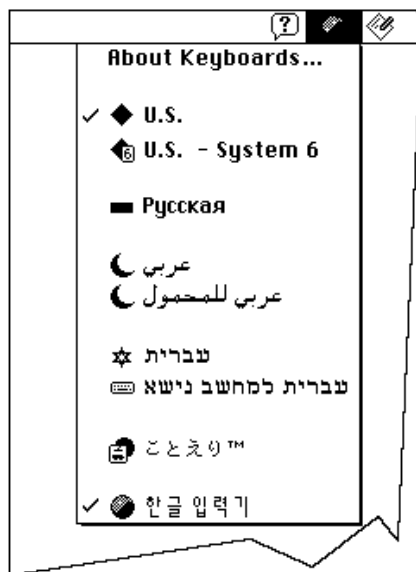 About Keyboards...
U.S.
U.S. - System 6
Русская
عربي
عربي للمحمول
עברית
עברית למחשב נישא
ことえり™
한글 입력기